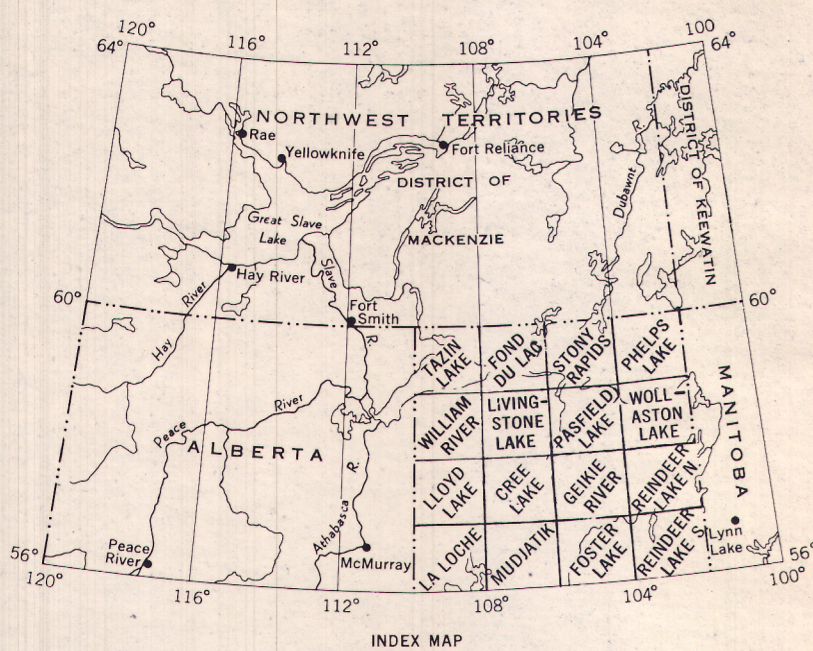 120°
116°
112°
108°
104°
100
64°
64°
NORTHWEST TERRITORIES
Rae
Yellowknife
Fort Reliance
DISTRICT OF
MACKENZIE
DISTRICT OF KEEWATIN
Dubawnt
Great Slave
Lake
Slave
R.
Hay River
River
Hay
60°
60°
Fort
Smith
TAZIN
LAKE
FOND
DU LAC
STONY
RAPIDS
PHELPS
LAKE
WILLIAM
RIVER
LIVING-
STONE
LAKE
PASFIELD
LAKE
WOLL-
ASTON
LAKE
LLOYD
LAKE
CREE
LAKE
GEIKIE
RIVER
REINDEER
LAKE N.
LA LOCHE
MUDJATIK
FOSTER
LAKE
REINDEER
LAKE S.
MANITOBA
Lynn
Lake
River
Peace
ALBERTA
R.
Athabasca
Peace
River
McMurray
56°
56°
120°
116°
112°
108°
104°
100°
INDEX MAP